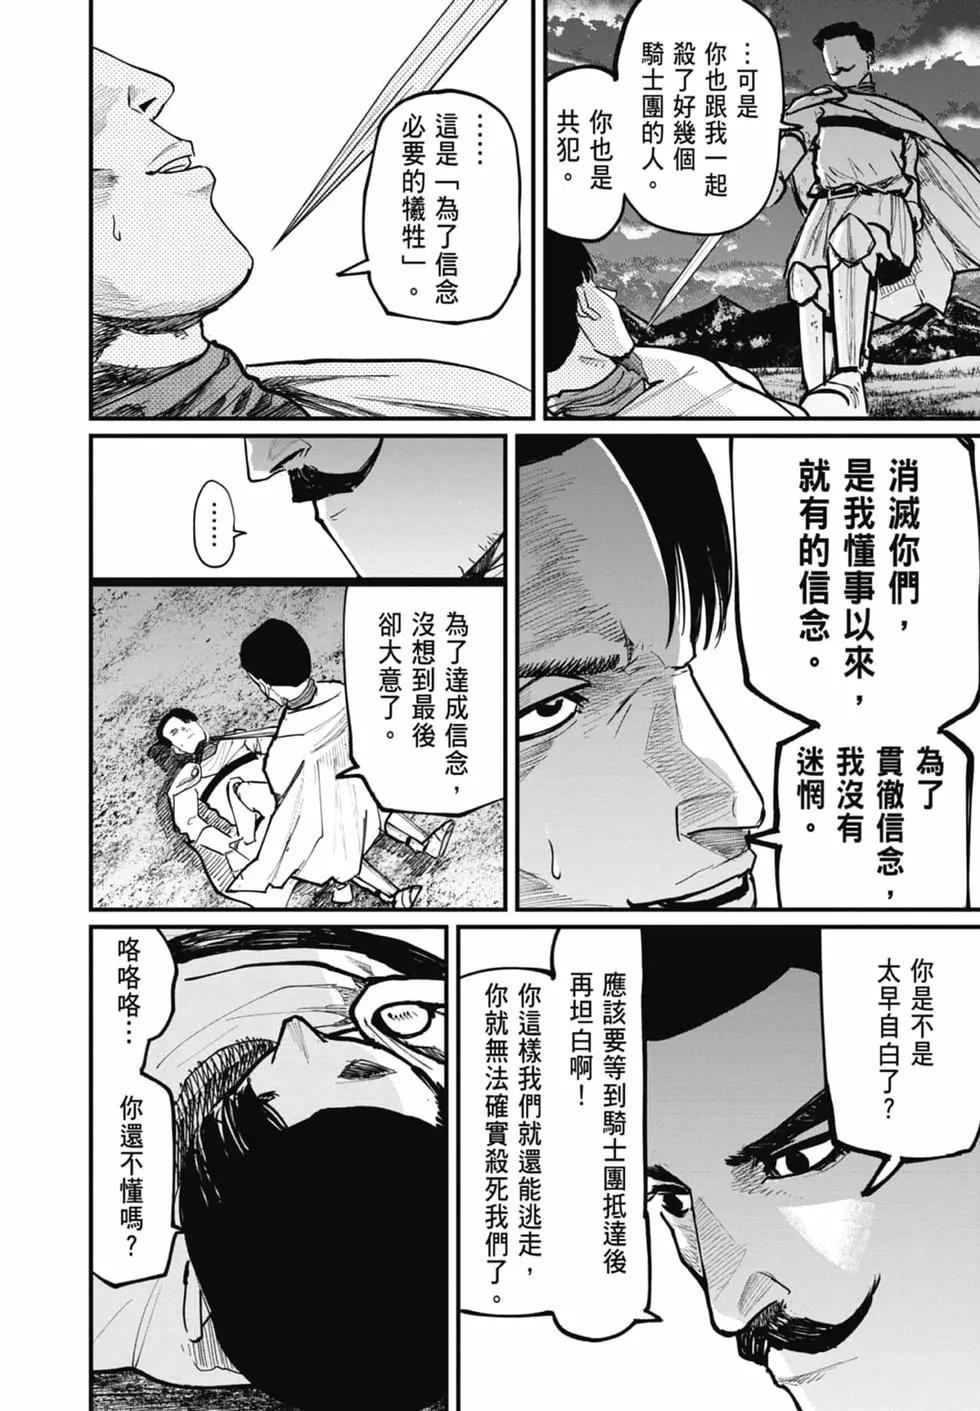 …可是
你也跟我一起
殺了好幾個
騎士團的人。
你也是
共犯。
……
這是「為了信念
必要的犧牲」。
消滅你們，
是我懂事以來，
就有的信念。
為了
貫徹信念，
我沒有
迷惘。
……
為了達成信念，
沒想到最後
卻大意了。
你是不是
太早自白了？
應該要等到騎士團抵達後
再坦白啊！
你這樣我們就還能逃走，
你就無法確實殺死我們了。
咯咯咯…
你還不懂嗎？